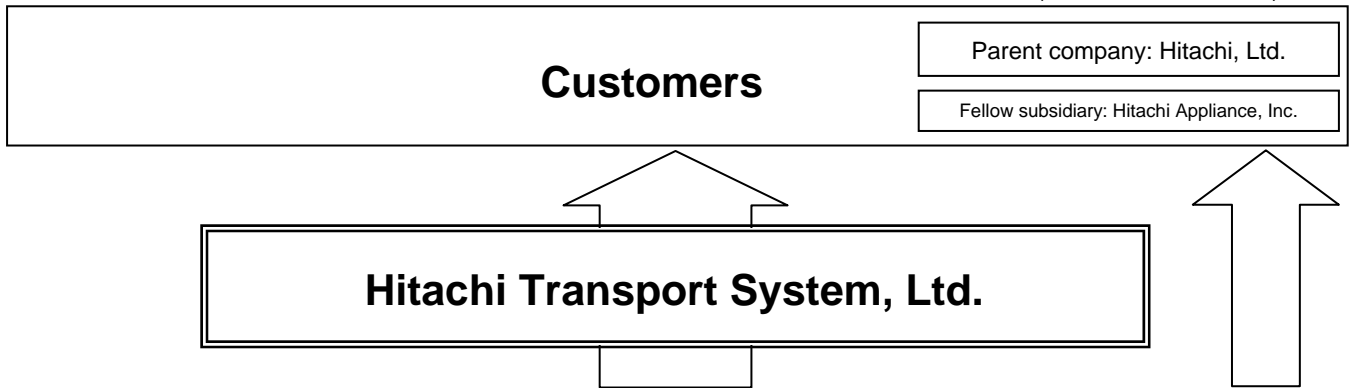 Customers
Parent company: Hitachi, Ltd.
Fellow subsidiary: Hitachi Appliance, Inc.
Hitachi Transport System, Ltd.